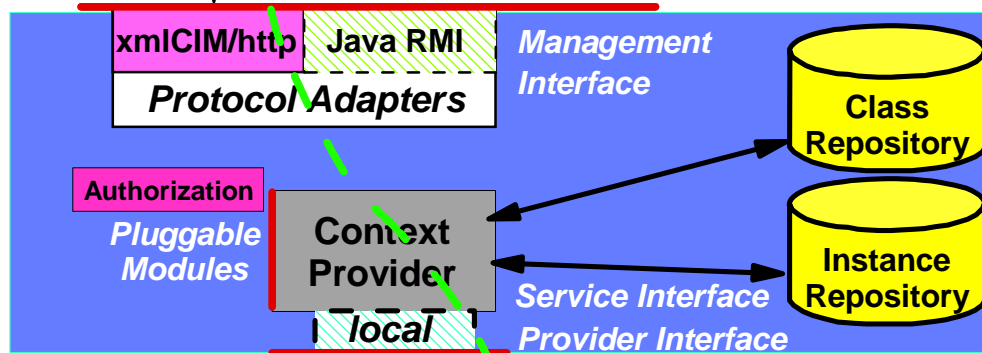 xmlCIM/http
Java RMI
Management
Interface
Protocol Adapters
Class
Repository
Authorization
Pluggable
Modules
Context
Provider
Instance
Repository
Service Interface
local
Provider Interface